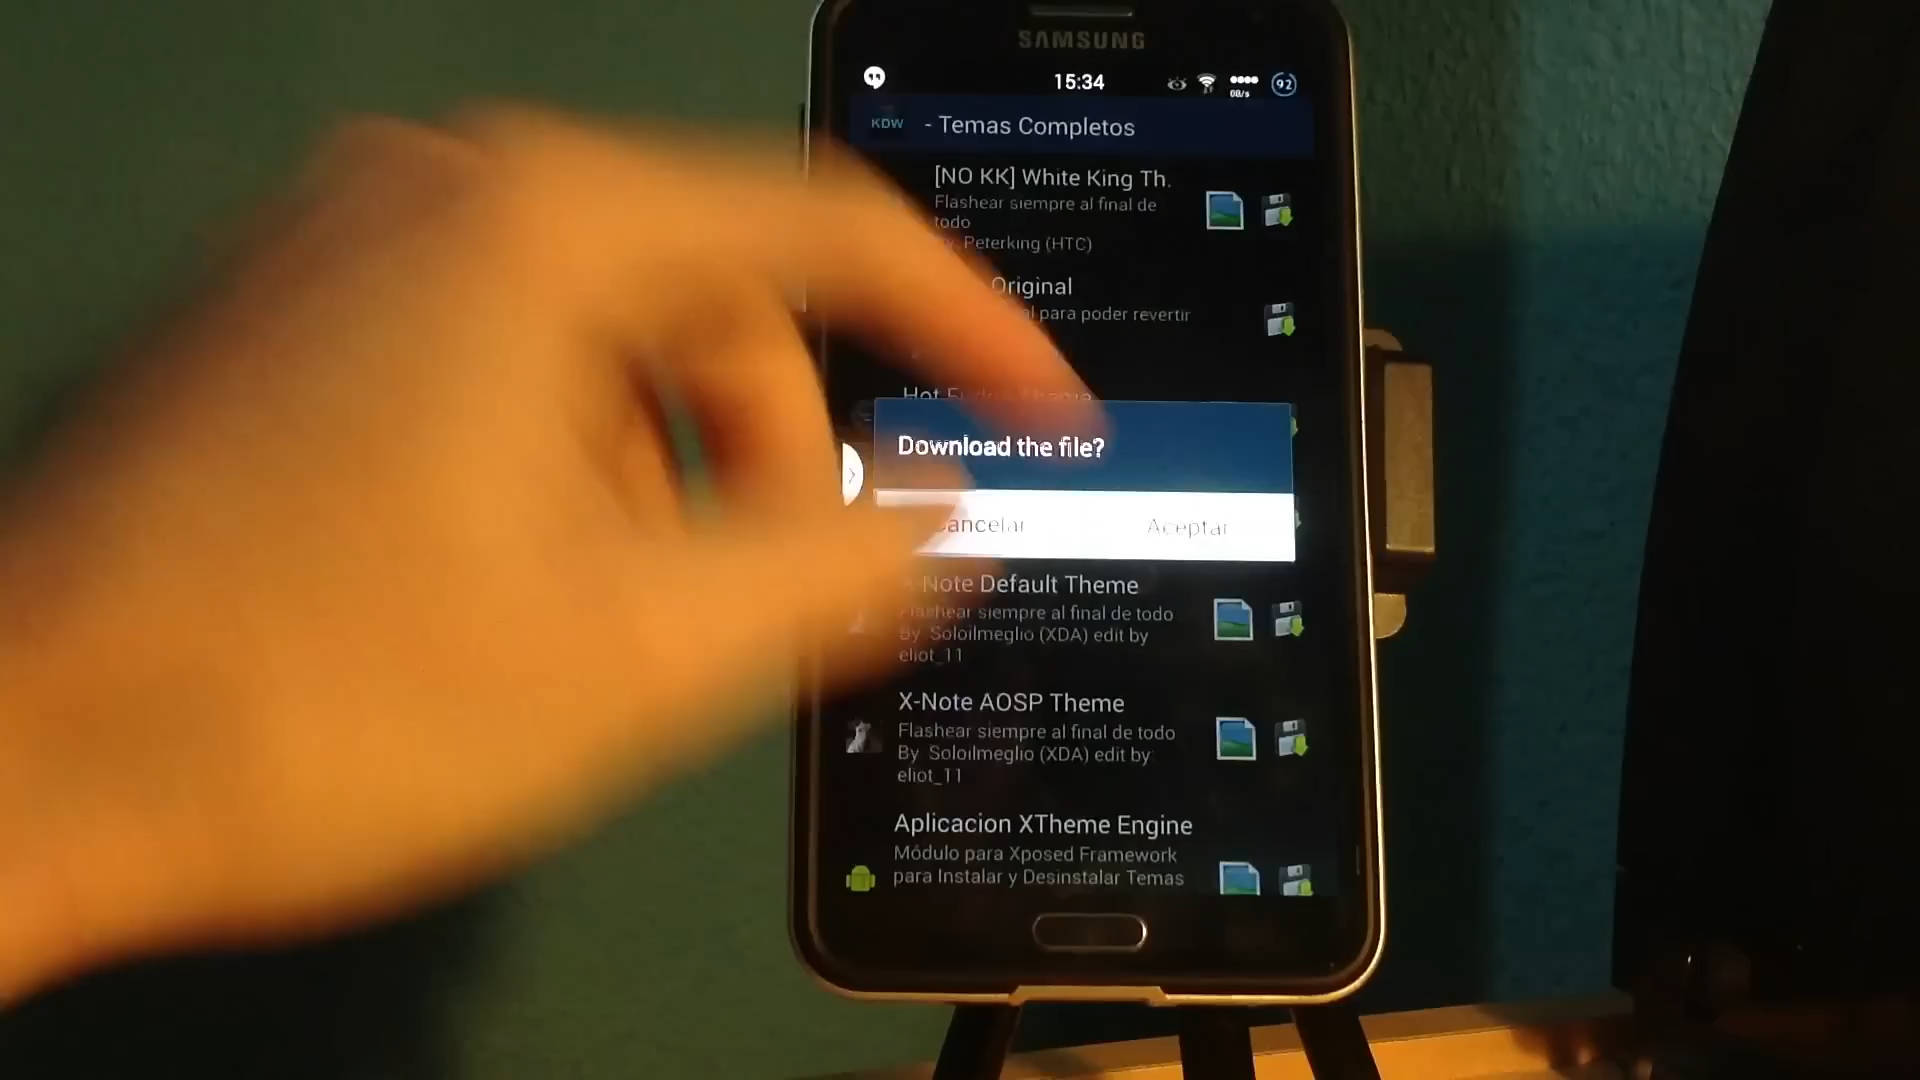 SAMSUNG
15:34
0B/s
92
KDW
- Temas Completos
[NO KK] White King Th.
Flashear siempre al final de
todo
Peterking (HTC)
Original
para poder revertir
Hot
Download the file?
Cancelar
Aceptar
X-Note Default Theme
Flashear siempre al final de todo
By Soloilmeglio (XDA) edit by
eliot_11
X-Note AOSP Theme
Flashear siempre al final de todo
By Soloilmeglio (XDA) edit by
eliot_11
Aplicacion XTheme Engine
Módulo para Xposed Framework
para Instalar y Desinstalar Temas